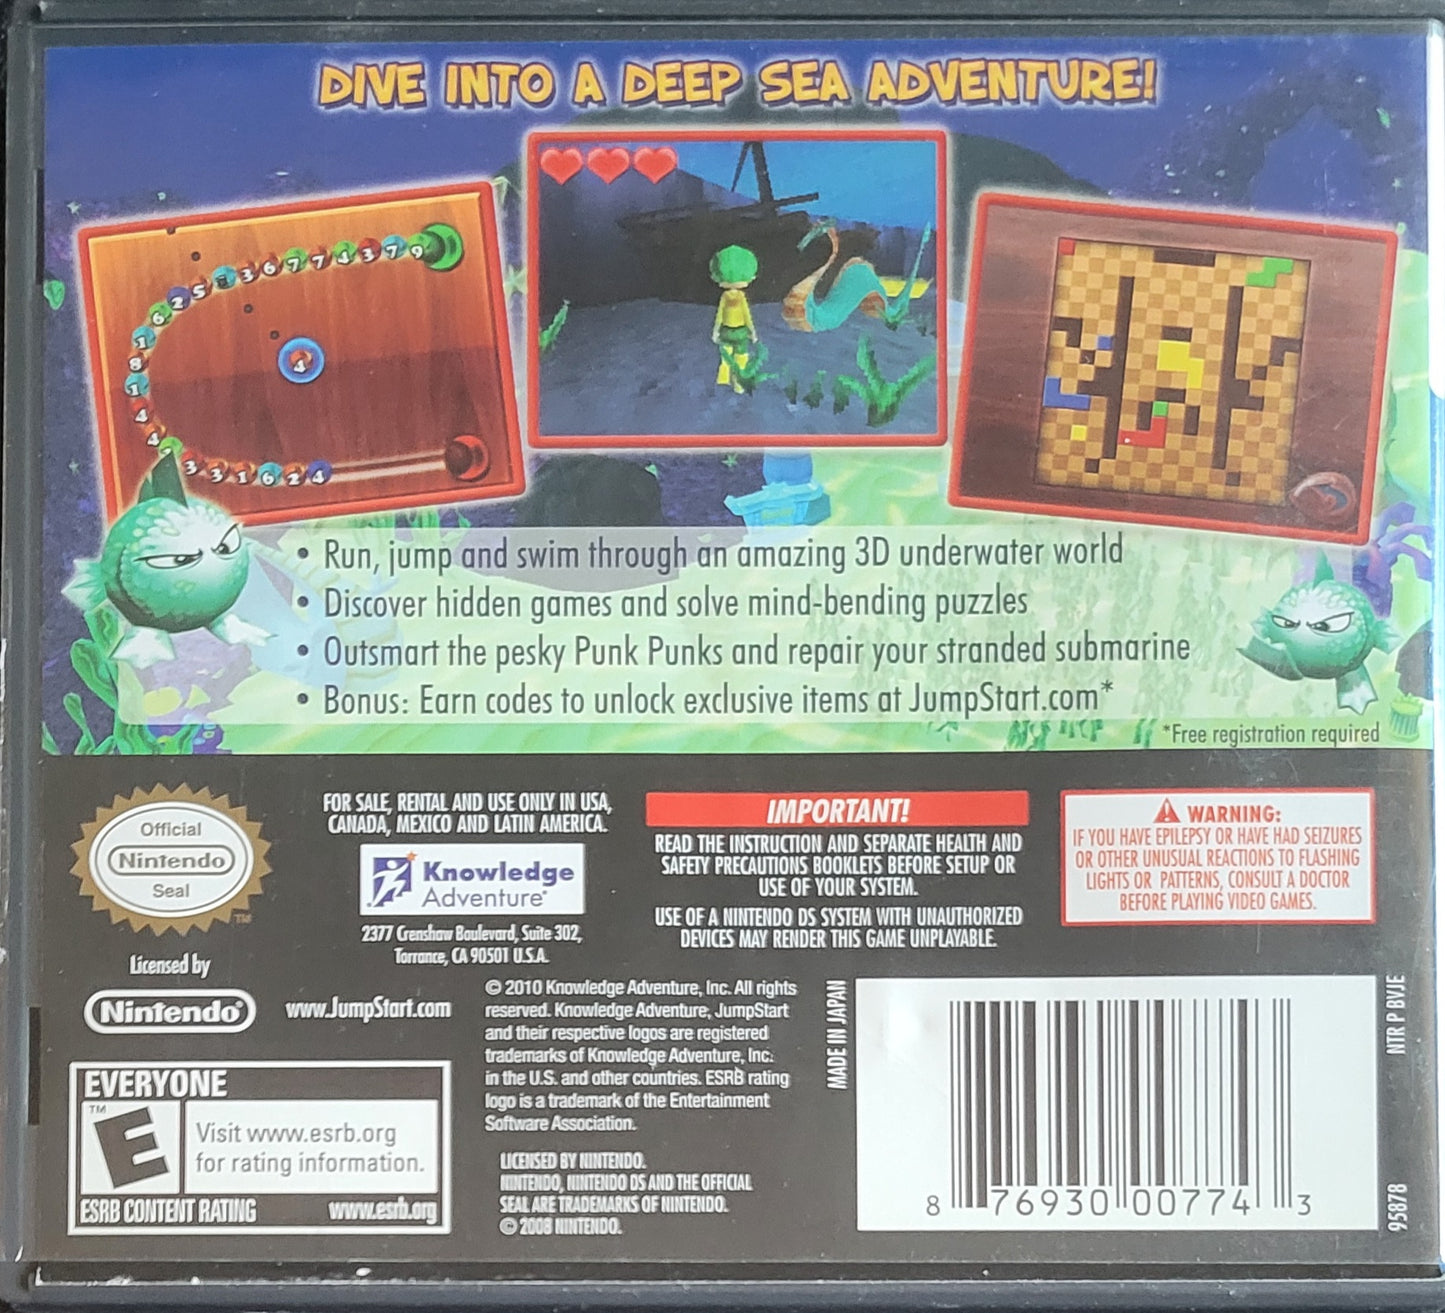 DIVE INTO A DEEP SEA ADVENTURE!
• Run, jump and swim through an amazing 3D underwater world
• Discover hidden games and solve mind-bending puzzles
• Outsmart the pesky Punk Punks and repair your stranded submarine
• Bonus: Earn codes to unlock exclusive items at JumpStart.com*
*Free registration required
Official
Nintendo
Seal
TM
Licensed by
Nintendo®
FOR SALE, RENTAL AND USE ONLY IN USA,
CANADA, MEXICO AND LATIN AMERICA.
Knowledge
Adventure®
2377 Crenshaw Boulevard, Suite 302,
Torrance, CA 90501 U.S.A.
www.JumpStart.com
IMPORTANT!
READ THE INSTRUCTION AND SEPARATE HEALTH AND
SAFETY PRECAUTIONS BOOKLETS BEFORE SETUP OR
USE OF YOUR SYSTEM.
USE OF A NINTENDO DS SYSTEM WITH UNAUTHORIZED
DEVICES MAY RENDER THIS GAME UNPLAYABLE.
WARNING:
IF YOU HAVE EPILEPSY OR HAVE HAD SEIZURES
OR OTHER UNUSUAL REACTIONS TO FLASHING
LIGHTS OR PATTERNS, CONSULT A DOCTOR
BEFORE PLAYING VIDEO GAMES.
© 2010 Knowledge Adventure, Inc. All rights
reserved. Knowledge Adventure, JumpStart
and their respective logos are registered
trademarks of Knowledge Adventure, Inc.
in the U.S. and other countries. ESRB rating
logo is a trademark of the Entertainment
Software Association.
LICENSED BY NINTENDO.
NINTENDO, NINTENDO DS AND THE OFFICIAL
SEAL ARE TRADEMARKS OF NINTENDO.
© 2008 NINTENDO.
EVERYONE
TM
E
Visit www.esrb.org
for rating information.
ESRB CONTENT RATING www.esrb.org
MADE IN JAPAN
8 76930 00774 3
NTR P BVJE
95878